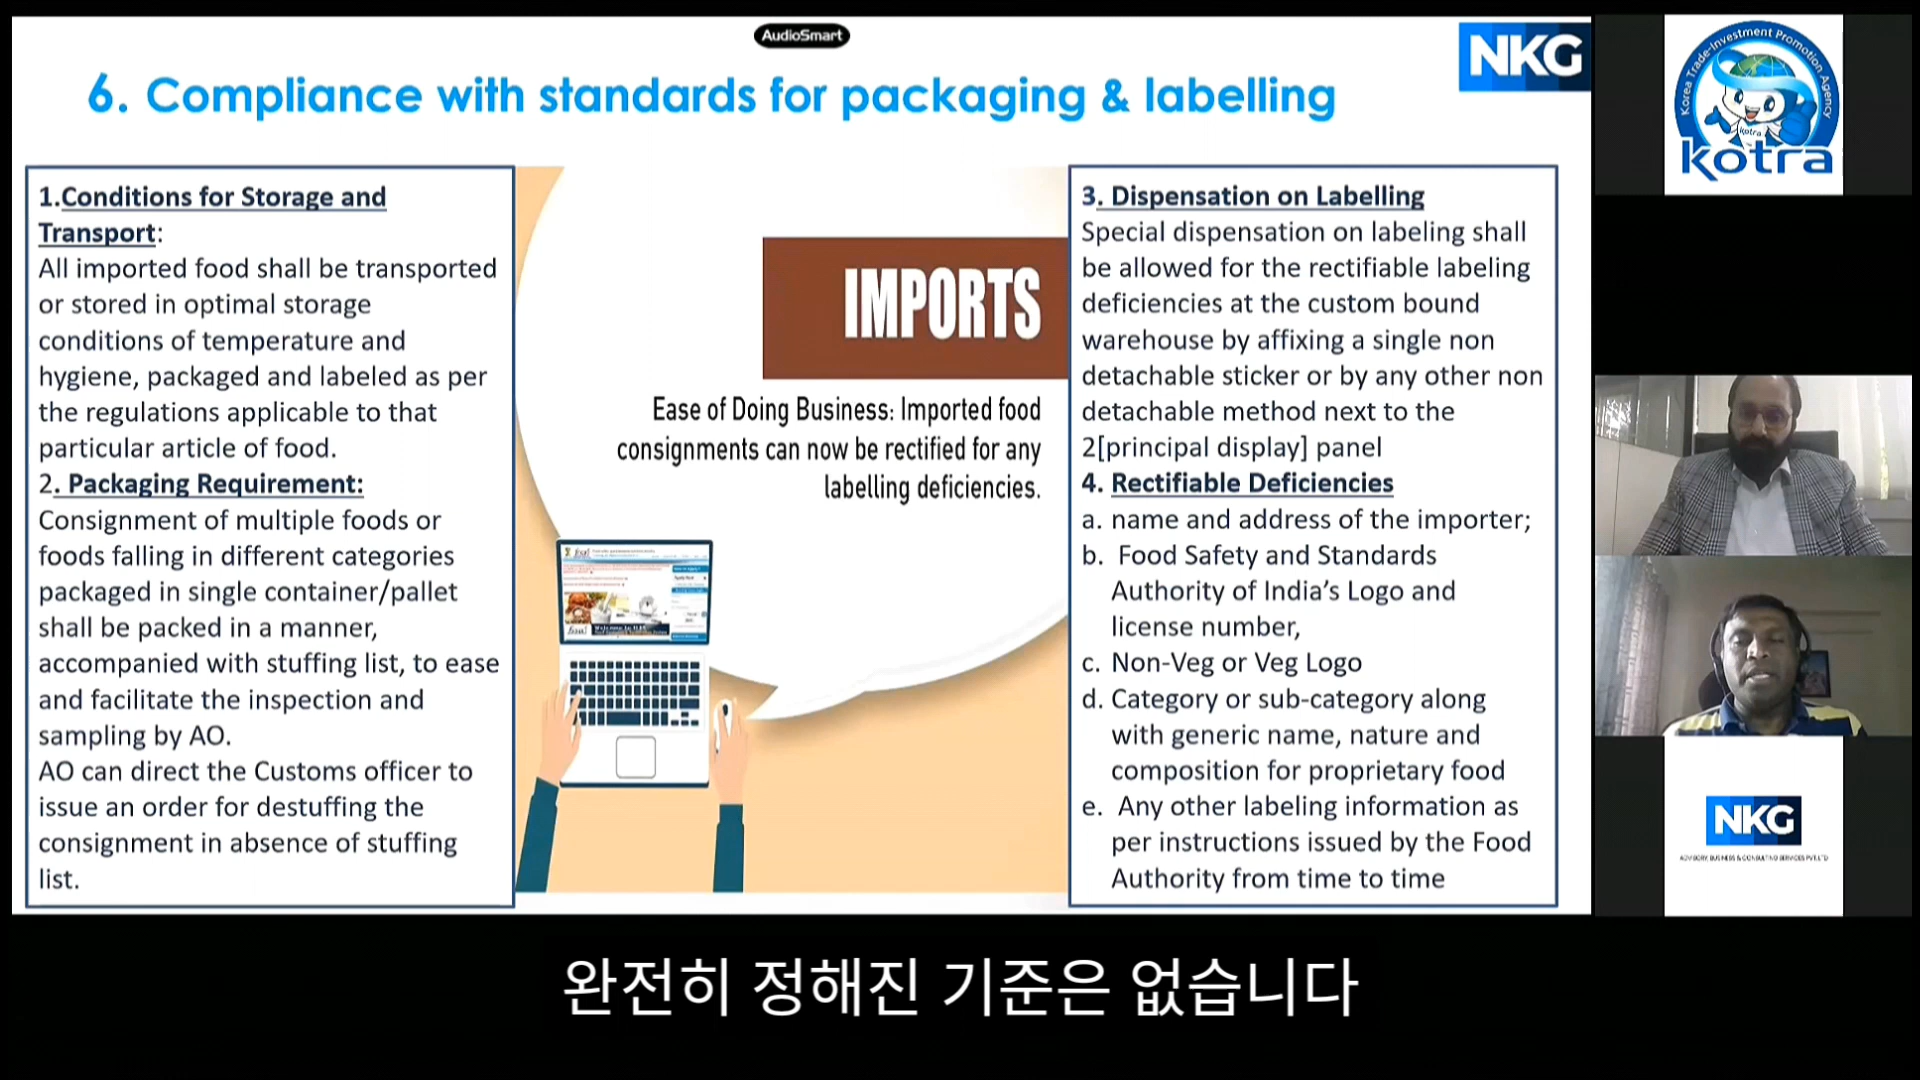 AudioSmart
NKG
6. Compliance with standards for packaging & labelling
1.Conditions for Storage and
Transport:
All imported food shall be transported
or stored in optimal storage
conditions of temperature and
hygiene, packaged and labeled as per
the regulations applicable to that
particular article of food.
2. Packaging Requirement:
Consignment of multiple foods or
foods falling in different categories
packaged in single container/pallet
shall be packed in a manner,
accompanied with stuffing list, to ease
and facilitate the inspection and
sampling by AO.
AO can direct the Customs officer to
issue an order for destuffing the
consignment in absence of stuffing
list.
IMPORTS
Ease of Doing Business: Imported food
consignments can now be rectified for any
labelling deficiencies.
3. Dispensation on Labelling
Special dispensation on labeling shall
be allowed for the rectifiable labeling
deficiencies at the custom bound
warehouse by affixing a single non
detachable sticker or by any other non
detachable method next to the
2[principal display] panel
4. Rectifiable Deficiencies
a. name and address of the importer;
b. Food Safety and Standards
Authority of India’s Logo and
license number,
c. Non-Veg or Veg Logo
d. Category or sub-category along
with generic name, nature and
composition for proprietary food
e. Any other labeling information as
per instructions issued by the Food
Authority from time to time
Korea Trade-Investment Promotion Agency
kotra
kotra
NKG
ADVISORY, BUSINESS & CONSULTING SERVICES PVT.LTD
완전히 정해진 기준은 없습니다